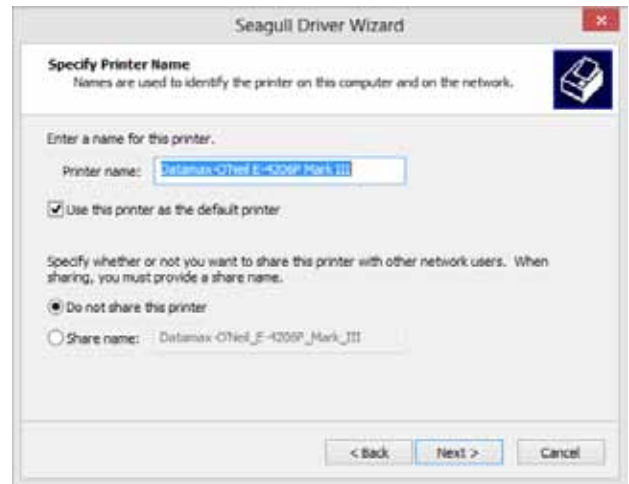 Seagull Driver Wizard
Specify Printer Name
Names are used to identify the printer on this computer and on the network.
Enter a name for this printer.
Printer name: Datamax-O'Neil E-4206P Mark III
Use this printer as the default printer
Specify whether or not you want to share this printer with other network users. When
sharing, you must provide a share name.
Do not share this printer
Share name: Datamax-O'Neil_E-4206P_Mark_III
< Back Next > Cancel